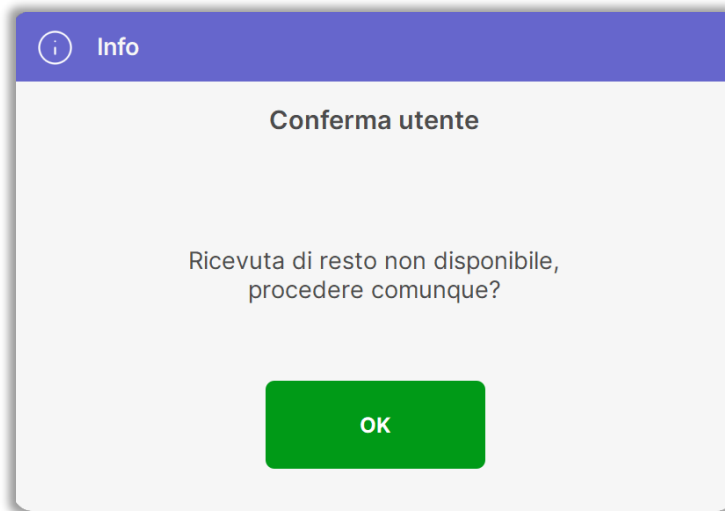 Info
Conferma utente
Ricevuta di resto non disponibile,
procedere comunque?
OK